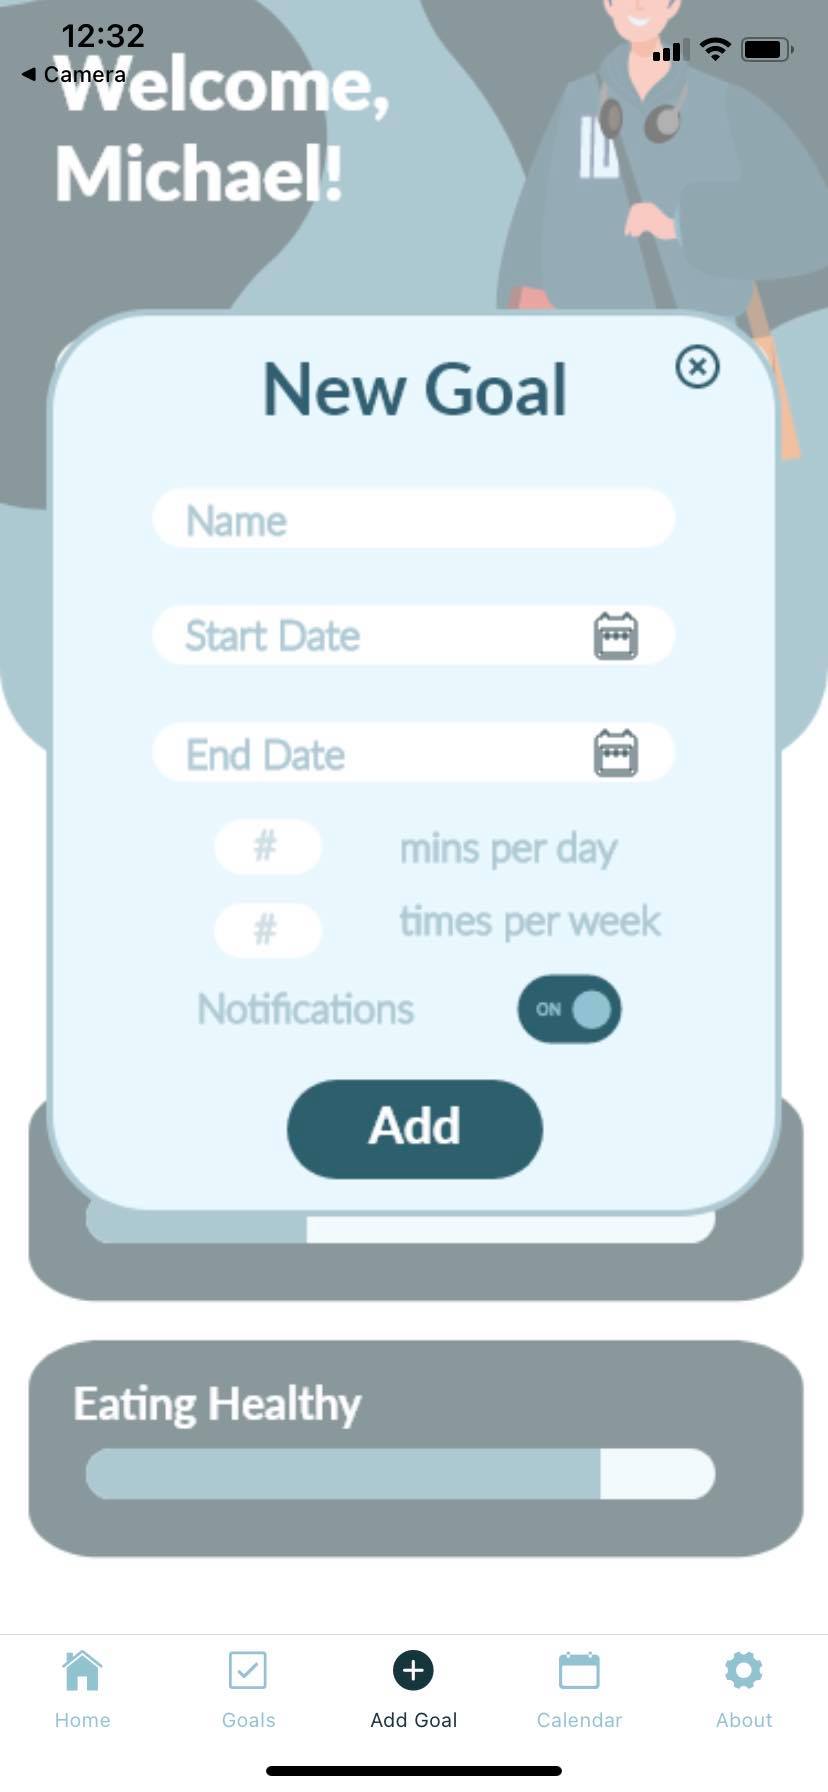 12:32
◀ Camera
Welcome,
Michael!
New Goal
Name
Start Date
End Date
# mins per day
# times per week
Notifications ON
Add
Eating Healthy
Home Goals Add Goal Calendar About